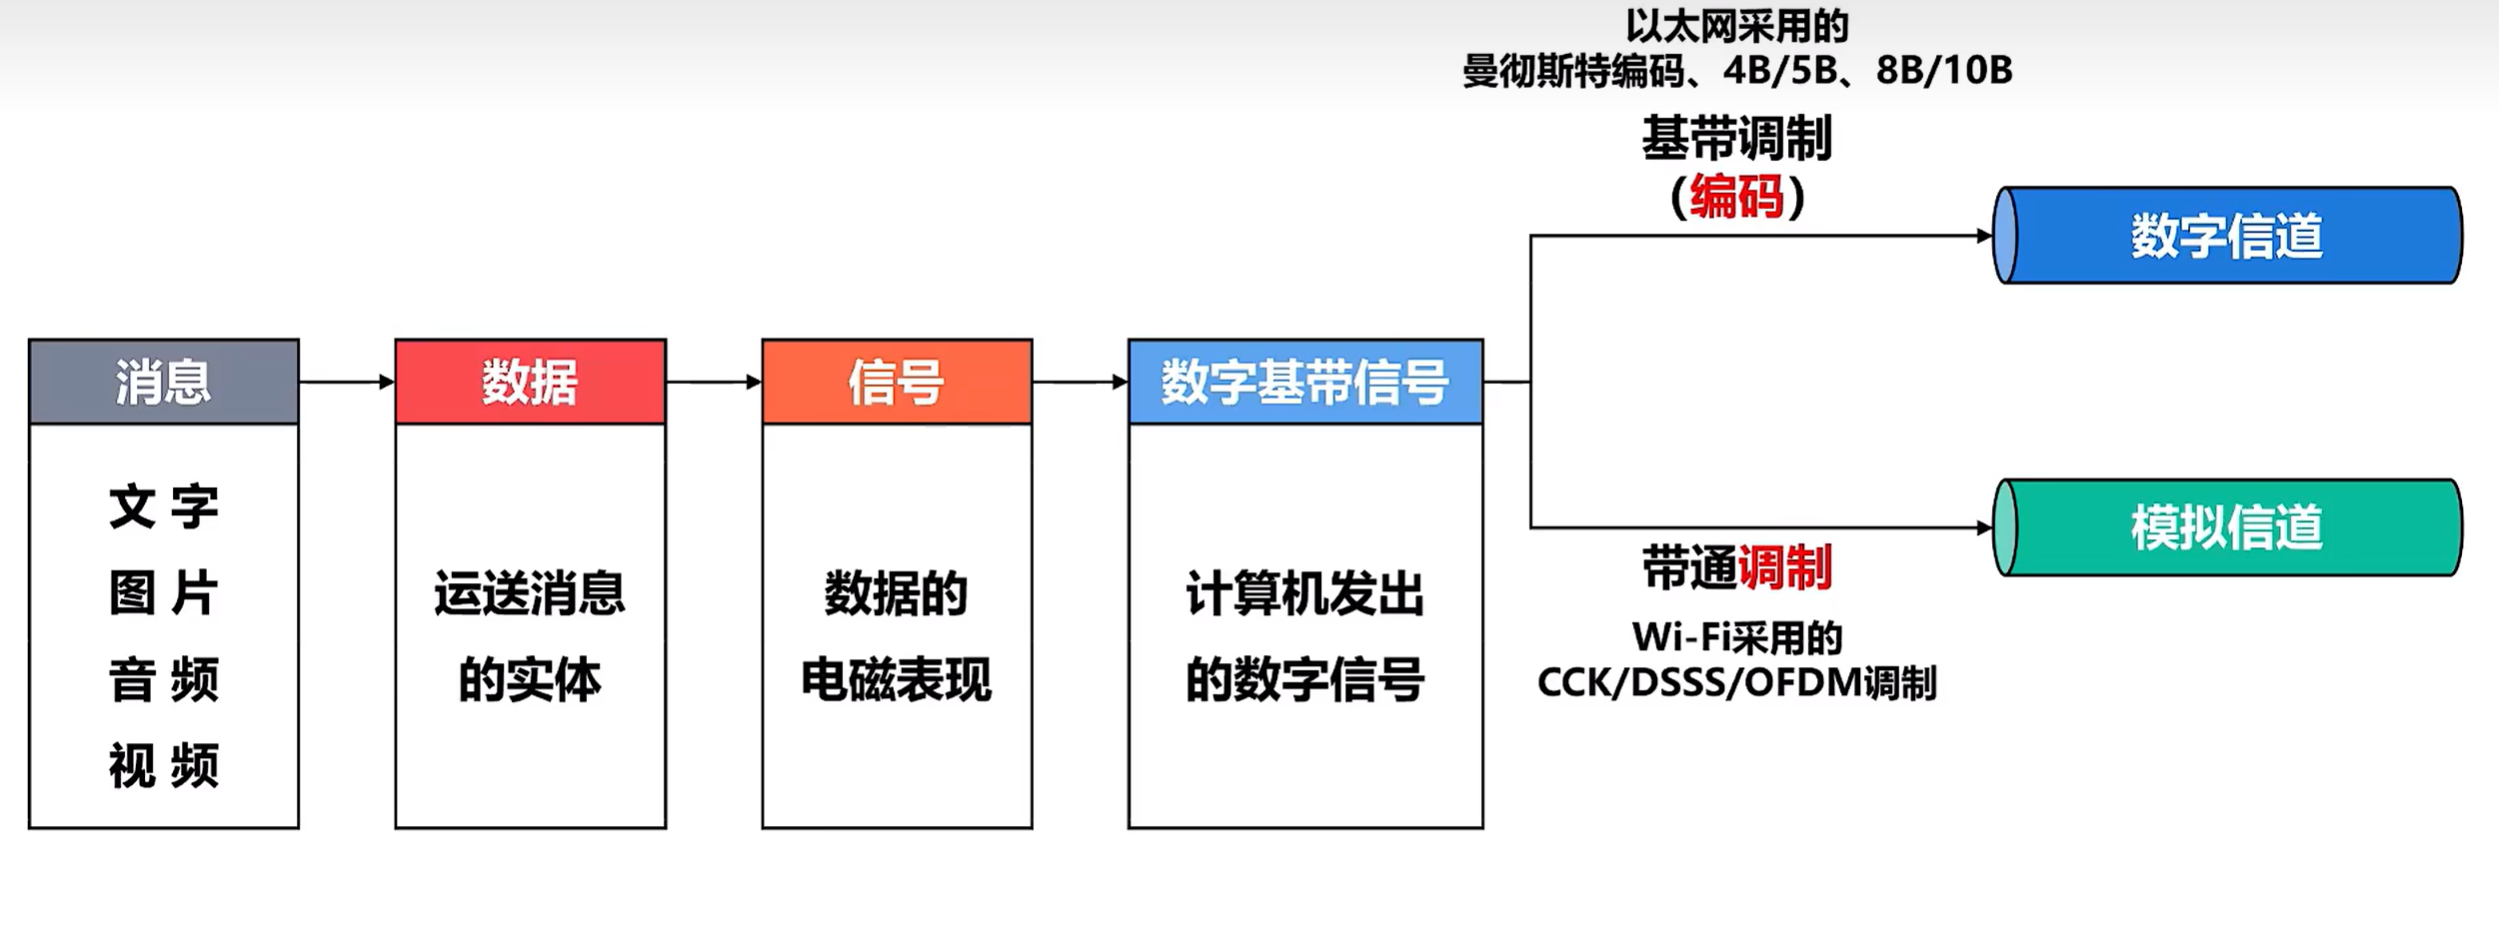 以太网采用的
曼彻斯特编码、4B/5B、8B/10B
基带调制
(编码)
数字信道
消息
数据
信号
数字基带信号
文 字
图 片
音 频
视 频
运送消息
的实体
数据的
电磁表现
计算机发出
的数字信号
模拟信道
带通调制
Wi-Fi采用的
CCK/DSSS/OFDM调制